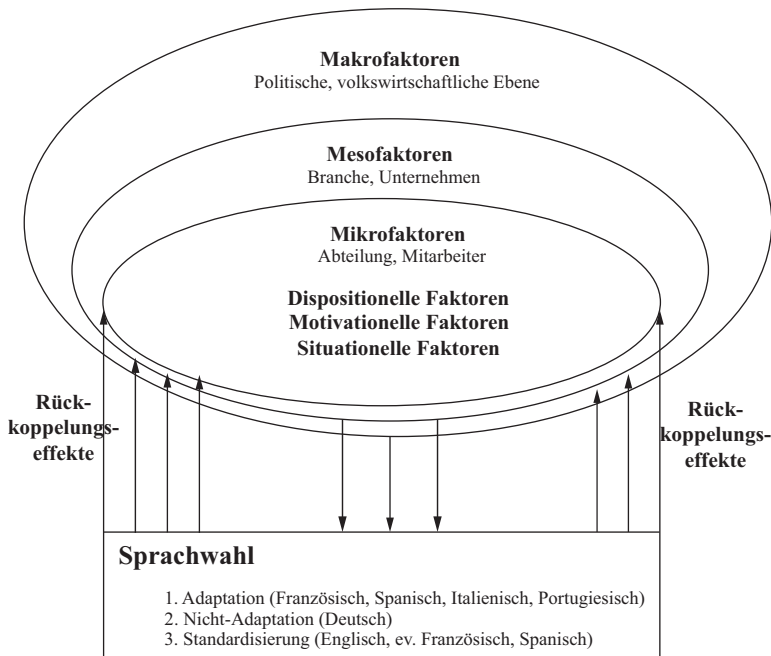 Makrofaktoren
Politische, volkswirtschaftliche Ebene
Mesofaktoren
Branche, Unternehmen
Mikrofaktoren
Abteilung, Mitarbeiter
Dispositionelle Faktoren
Motivationelle Faktoren
Situationelle Faktoren
Rück-
koppelungs-
effekte
Rück-
koppelungs-
effekte
Sprachwahl
1. Adaptation (Französisch, Spanisch, Italienisch, Portugiesisch)
2. Nicht-Adaptation (Deutsch)
3. Standardisierung (Englisch, ev. Französisch, Spanisch)